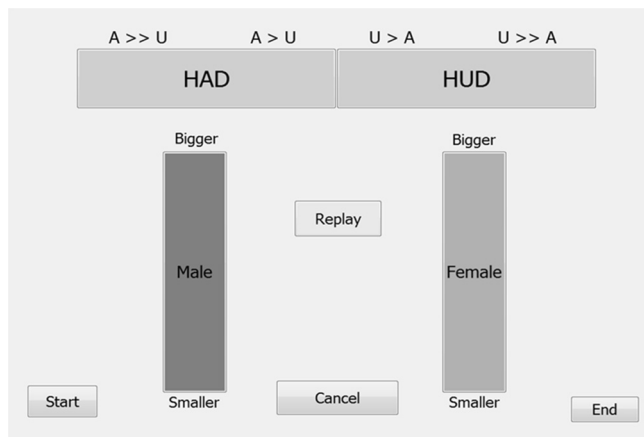 A >> U A > U U > A U >> A
HAD HUD
Bigger Bigger
Replay
Male Female
Start Smaller Cancel Smaller End